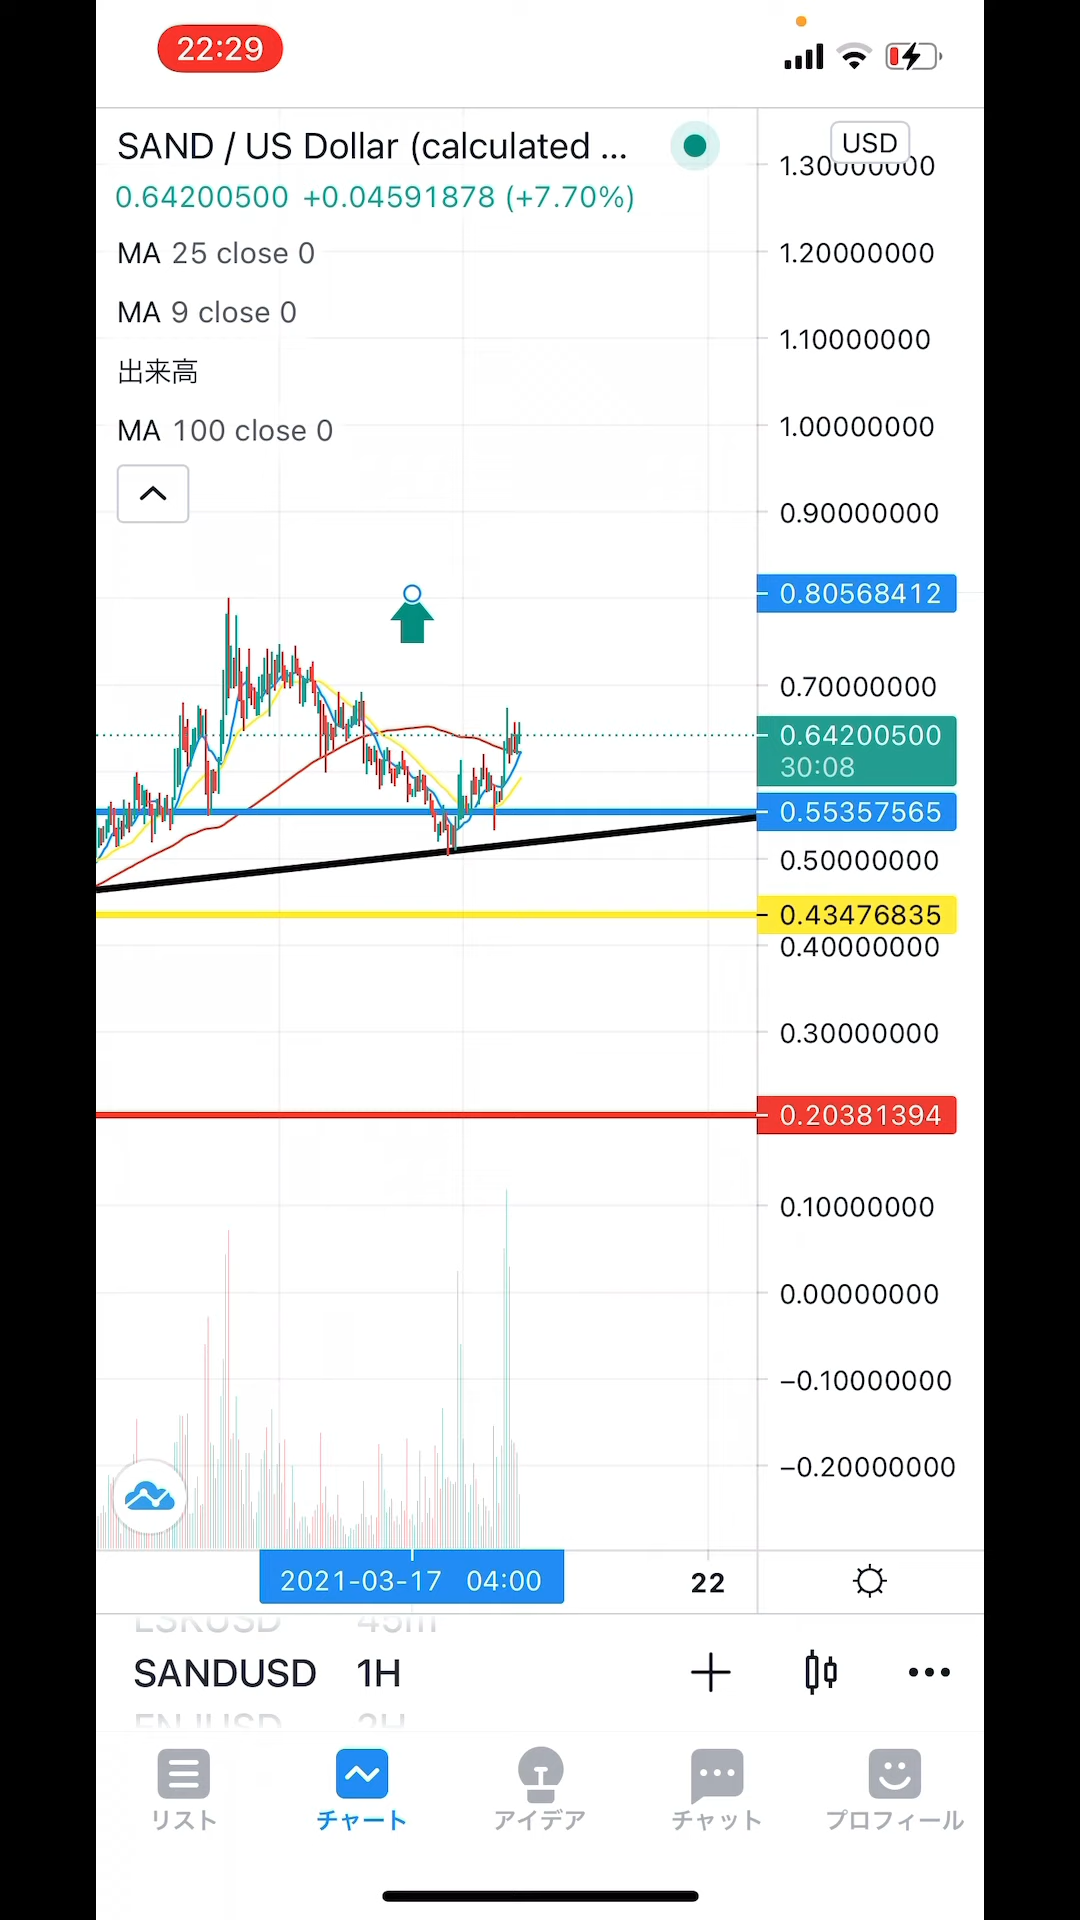 22:29
SAND / US Dollar (calculated ...
USD
0.64200500 +0.04591878 (+7.70%)
MA 25 close 0
MA 9 close 0
出来高
MA 100 close 0
1.30000000
1.20000000
1.10000000
1.00000000
0.90000000
0.80568412
0.70000000
0.64200500
30:08
0.55357565
0.50000000
0.43476835
0.40000000
0.30000000
0.20381394
0.10000000
0.00000000
−0.10000000
−0.20000000
2021-03-17 04:00
22
LSKUSD 45m
SANDUSD 1H
ENJUSD 2H
リスト
チャート
アイデア
チャット
プロフィール